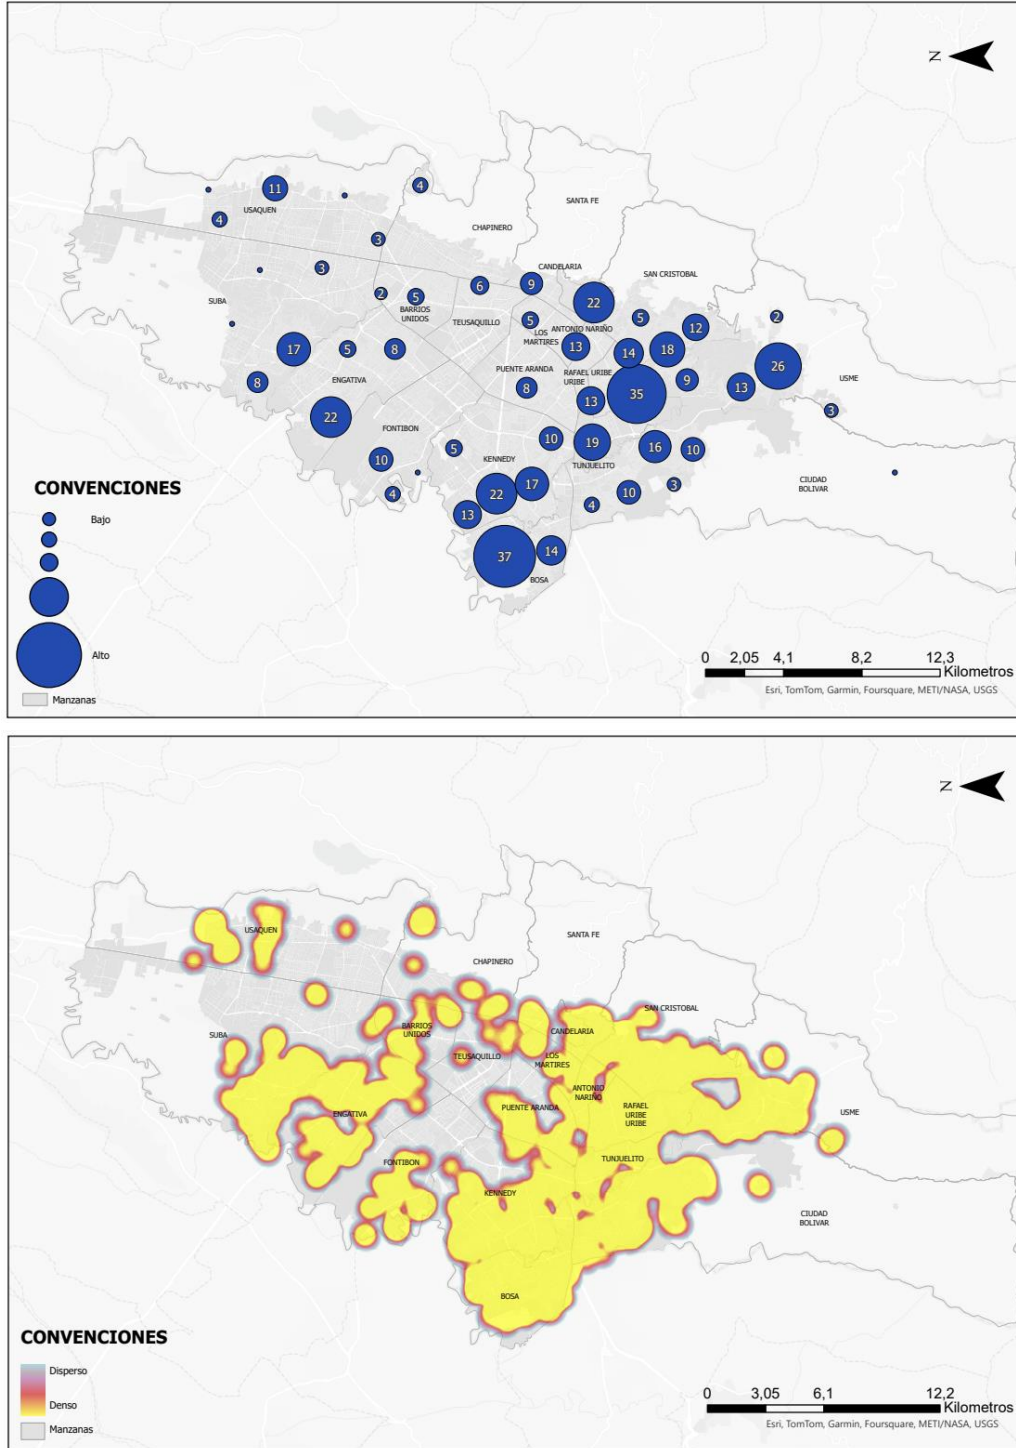 N
4
11
USAQUEN
SANTA FE
4
CHAPINERO
3
CANDELARIA
3
SAN CRISTOBAL
6
9
SUBA
2
5
22
BARRIOS
UNIDOS
TEUSAQUILLO
5
5
2
LOS
MARTIRES
ANTONIO NARIÑO
12
17
5
8
13
14
18
PUENTE ARANDA
RAFAEL URIBE
URIBE
26
ENGATIVA
8
8
9
13
USME
35
13
3
22
FONTIBON
10
19
5
16
10
10
KENNEDY
TUNJUELITO
CONVENCIONES
17
3
CIUDAD
BOLIVAR
4
22
10
Bajo
13
4
37
14
BOSA
Alto
0 2,05 4,1 8,2 12,3
Kilometros
Manzanas
Esri, TomTom, Garmin, Foursquare, METI/NASA, USGS
N
USAQUEN
SANTA FE
CHAPINERO
SAN CRISTOBAL
SUBA
BARRIOS
UNIDOS
CANDELARIA
TEUSAQUILLO
LOS
MARTIRES
ANTONIO
NARIÑO
PUENTE ARANDA
RAFAEL
URIBE
URIBE
ENGATIVA
USME
FONTIBON
TUNJUELITO
KENNEDY
CIUDAD
BOLIVAR
BOSA
CONVENCIONES
Disperso
Denso
Manzanas
0 3,05 6,1 12,2
Kilometros
Esri, TomTom, Garmin, Foursquare, METI/NASA, USGS